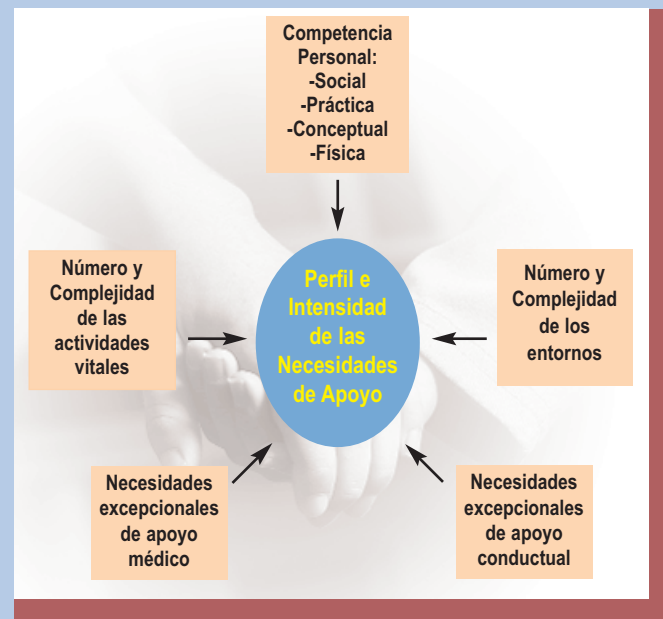 Competencia
Personal:
-Social
-Práctica
-Conceptual
-Física
Número y
Complejidad
de las
actividades
vitales
Perfil e
Intensidad
de las
Necesidades
de Apoyo
Número y
Complejidad
de los
entornos
Necesidades
excepcionales
de apoyo
médico
Necesidades
excepcionales
de apoyo
conductual